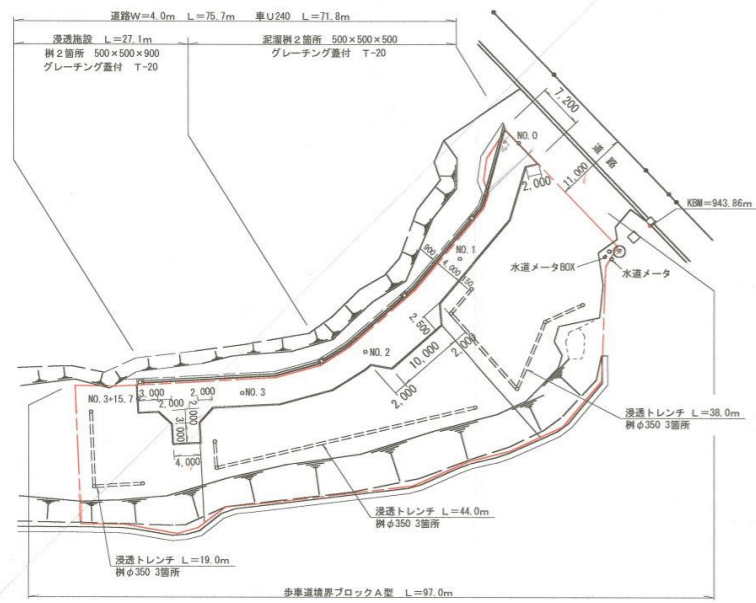 道路W=4.0m L=75.7m 車U240 L=71.8m
浸透施設 L=27.1m
桝2箇所 500×500×900
グレーチング蓋付 T-20
泥溜桝2箇所 500×500×500
グレーチング蓋付 T-20
7,200
NO.0
道路
11,000
2,000
KBM=943.86m
NO.1
900
4,000
150
水道メータBOX
水道メータ
2,500
NO.2
10,000
2,000
2,000
NO.3+15.7
3,000
2,000
2,000
NO.3
2,000
3,000
4,000
浸透トレンチ L=38.0m
桝φ350 3箇所
浸透トレンチ L=44.0m
桝φ350 3箇所
浸透トレンチ L=19.0m
桝φ350 3箇所
歩車道境界ブロックA型 L=97.0m